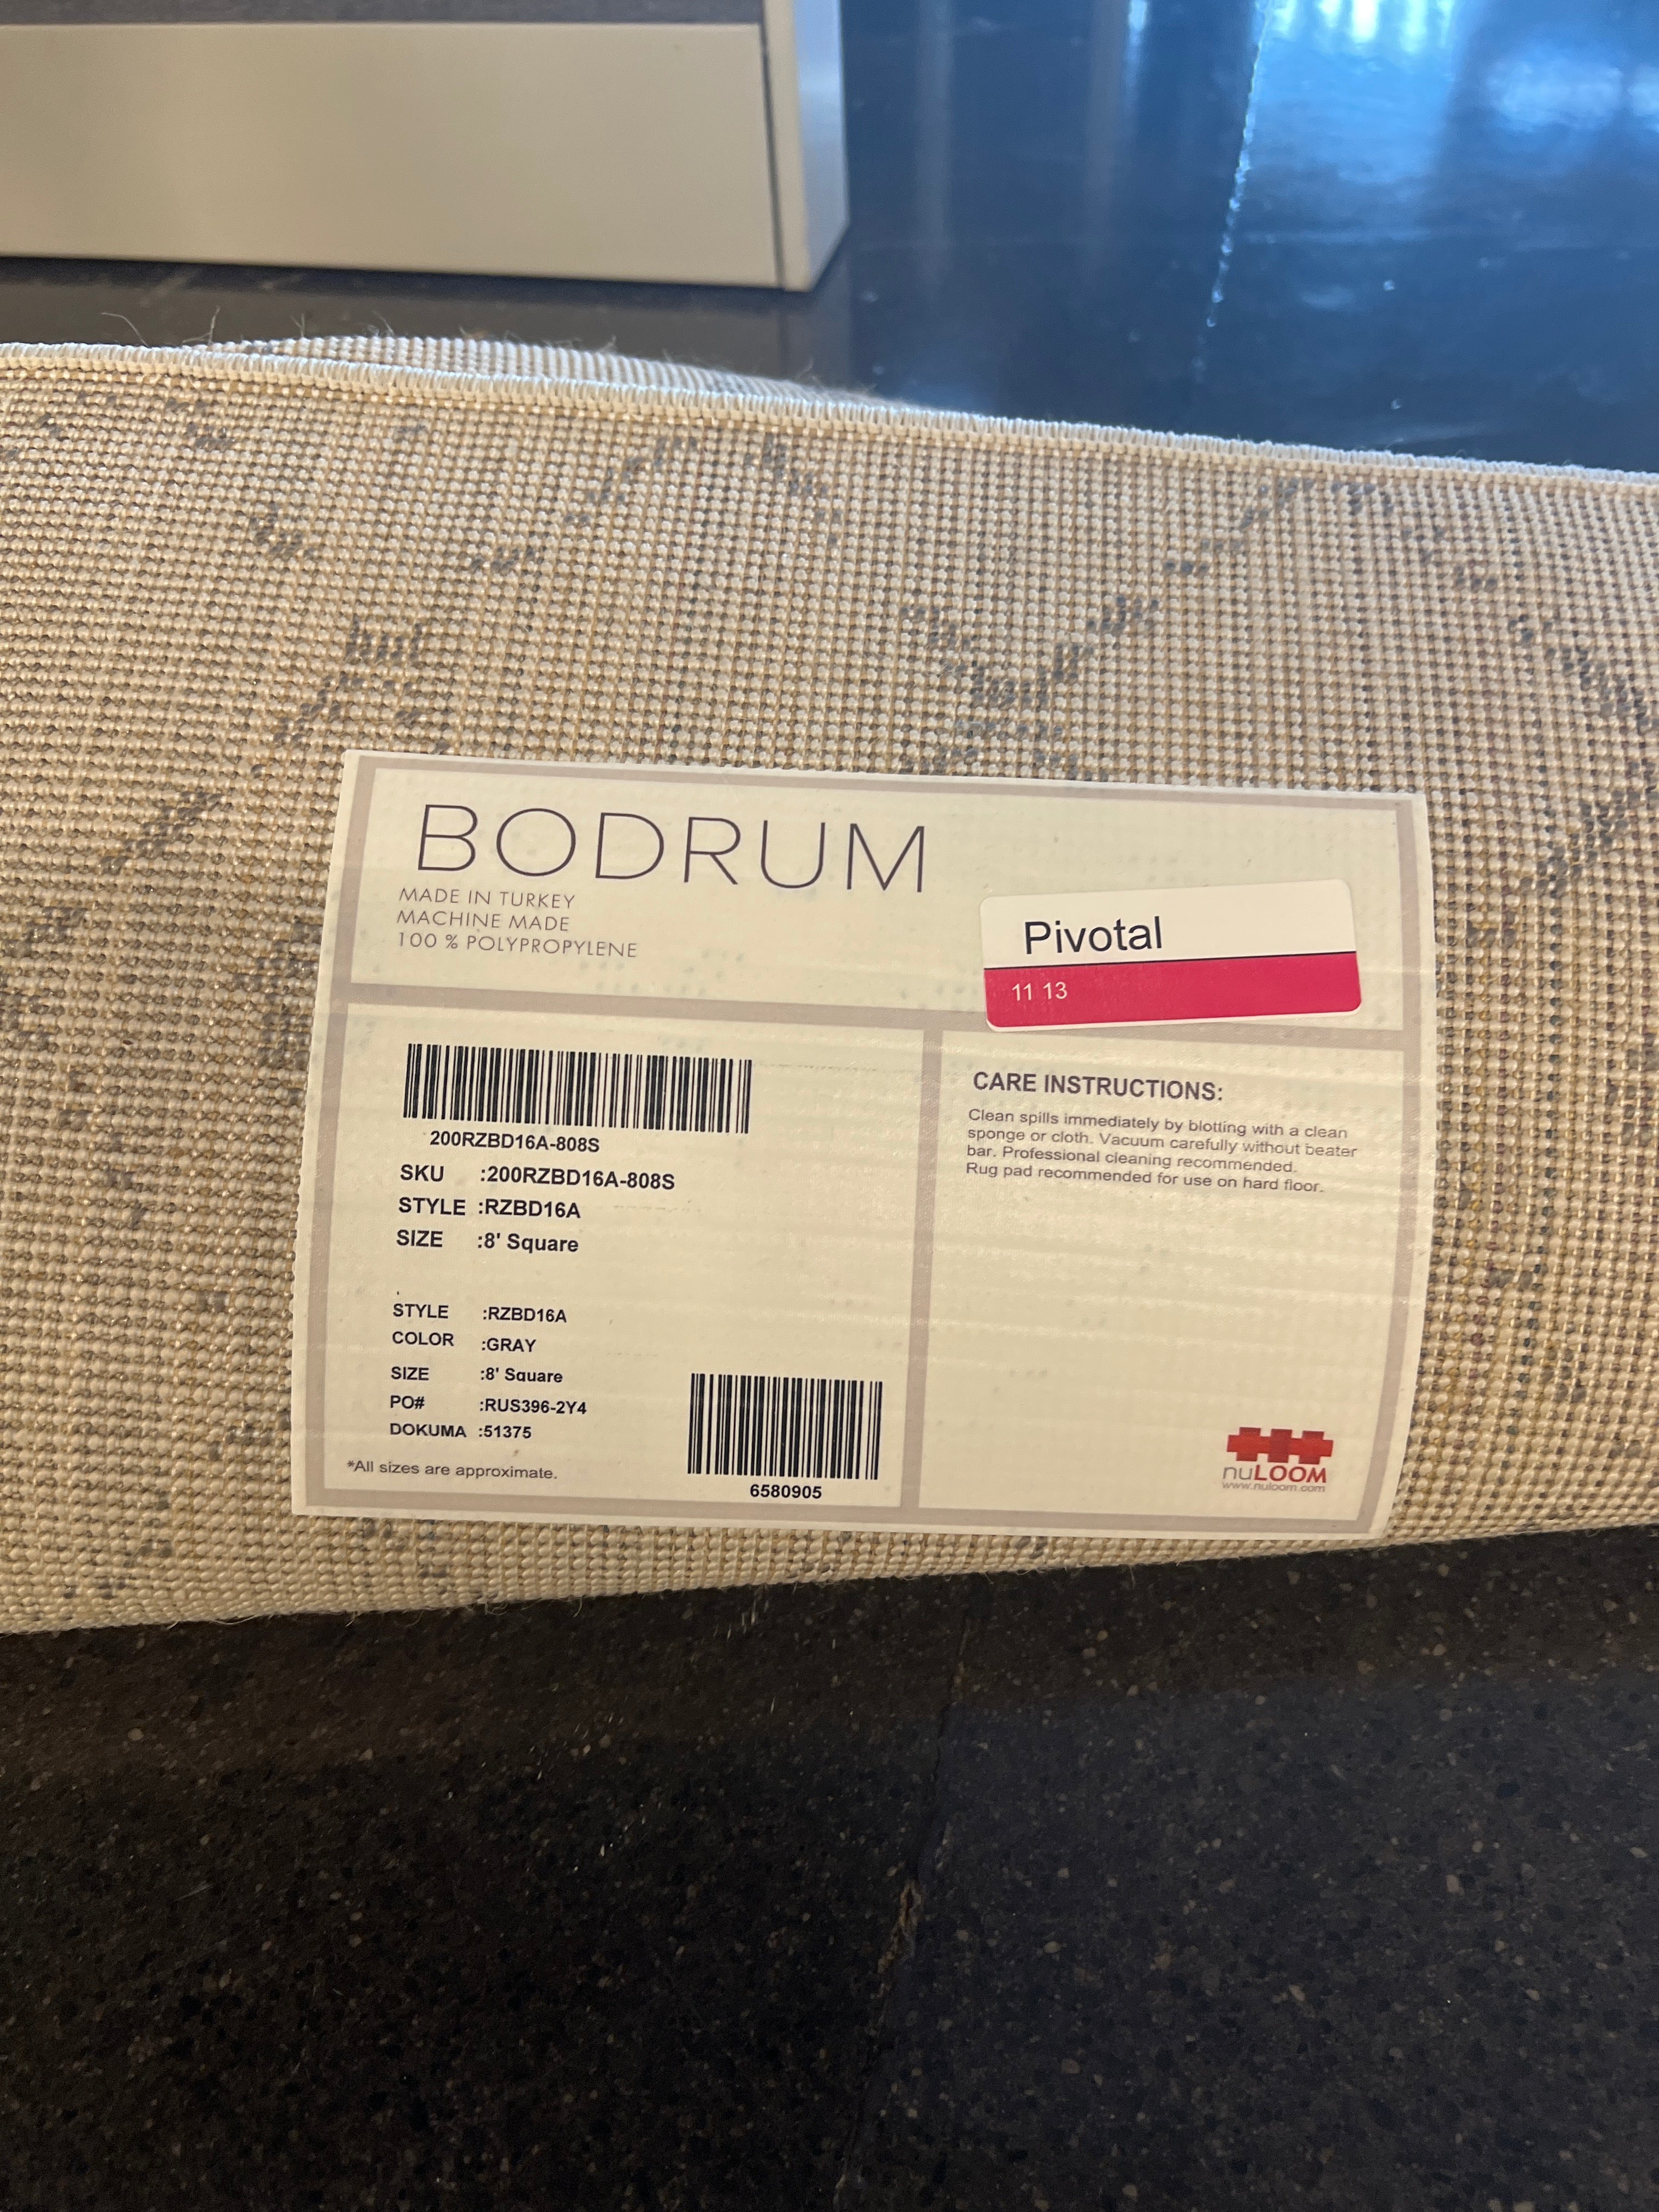 BODRUM
MADE IN TURKEY
MACHINE MADE
100 % POLYPROPYLENE
Pivotal
11 13
200RZBD16A-808S
SKU :200RZBD16A-808S
STYLE :RZBD16A
SIZE :8' Square
STYLE :RZBD16A
COLOR :GRAY
SIZE :8' Square
PO# :RUS396-2Y4
DOKUMA :51375
*All sizes are approximate.
6580905
CARE INSTRUCTIONS:
Clean spills immediately by blotting with a clean
sponge or cloth. Vacuum carefully without beater
bar. Professional cleaning recommended.
Rug pad recommended for use on hard floor.
nuLOOM
www.nuloom.com